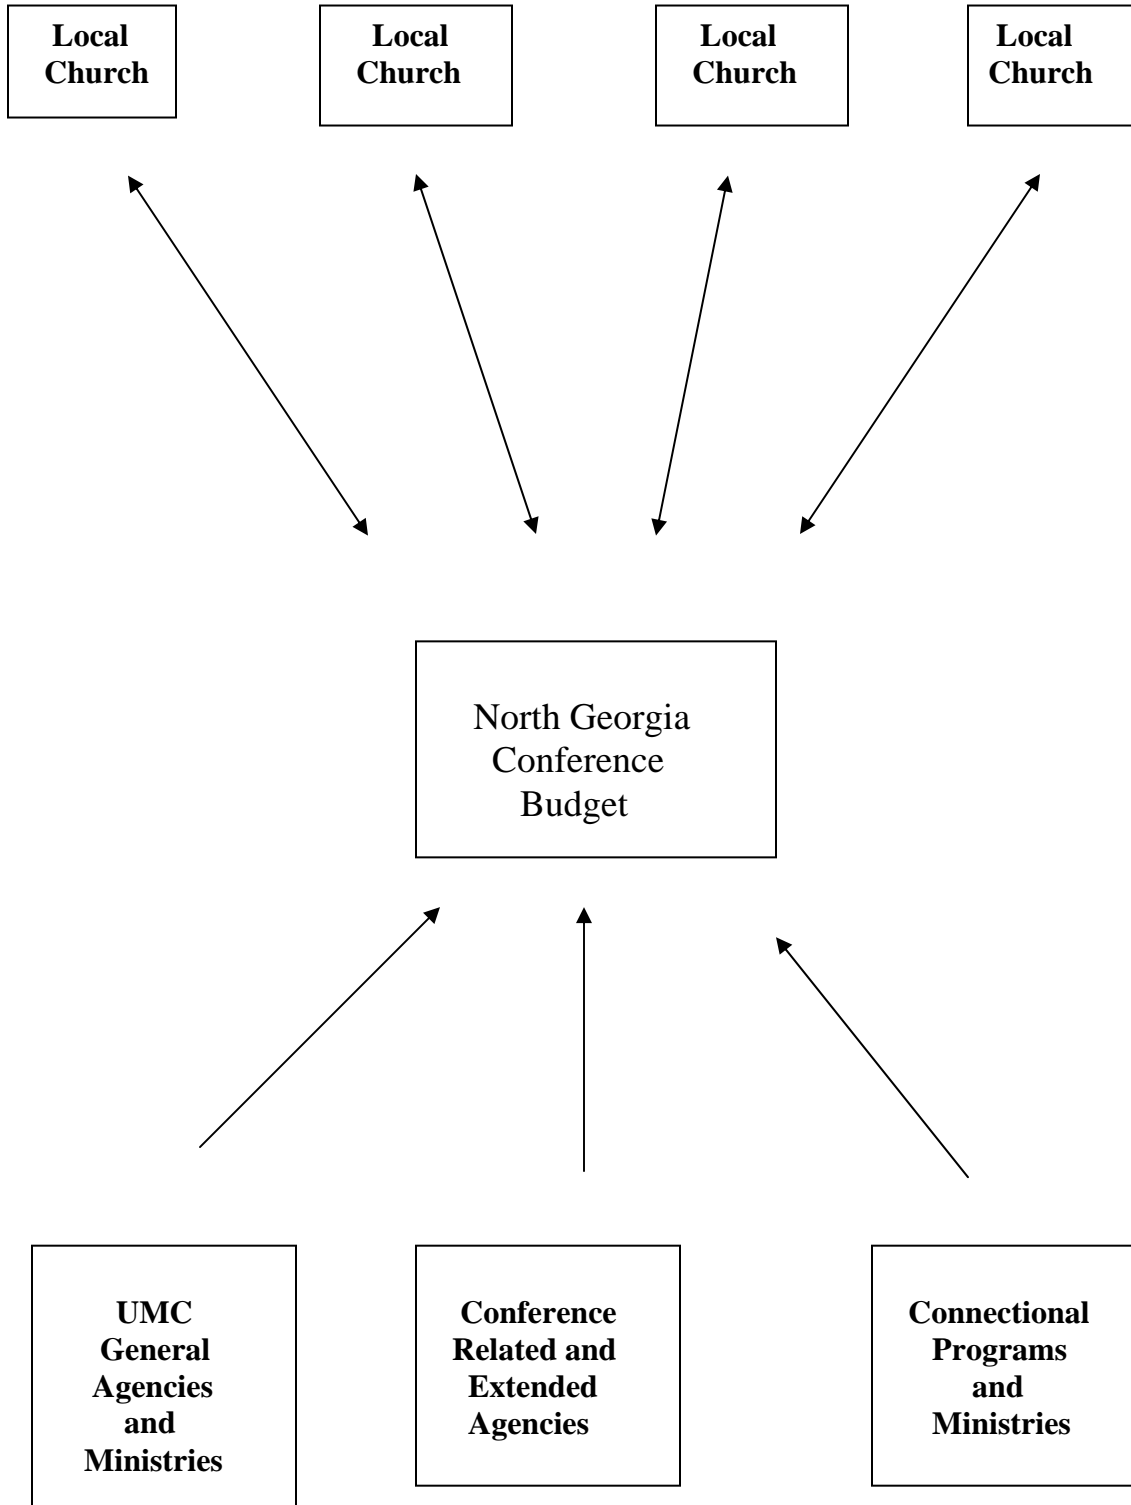 Local
Church
Local
Church
Local
Church
Local
Church
North Georgia
Conference
Budget
UMC
General
Agencies
and
Ministries
Conference
Related and
Extended
Agencies
Connectional
Programs
and
Ministries